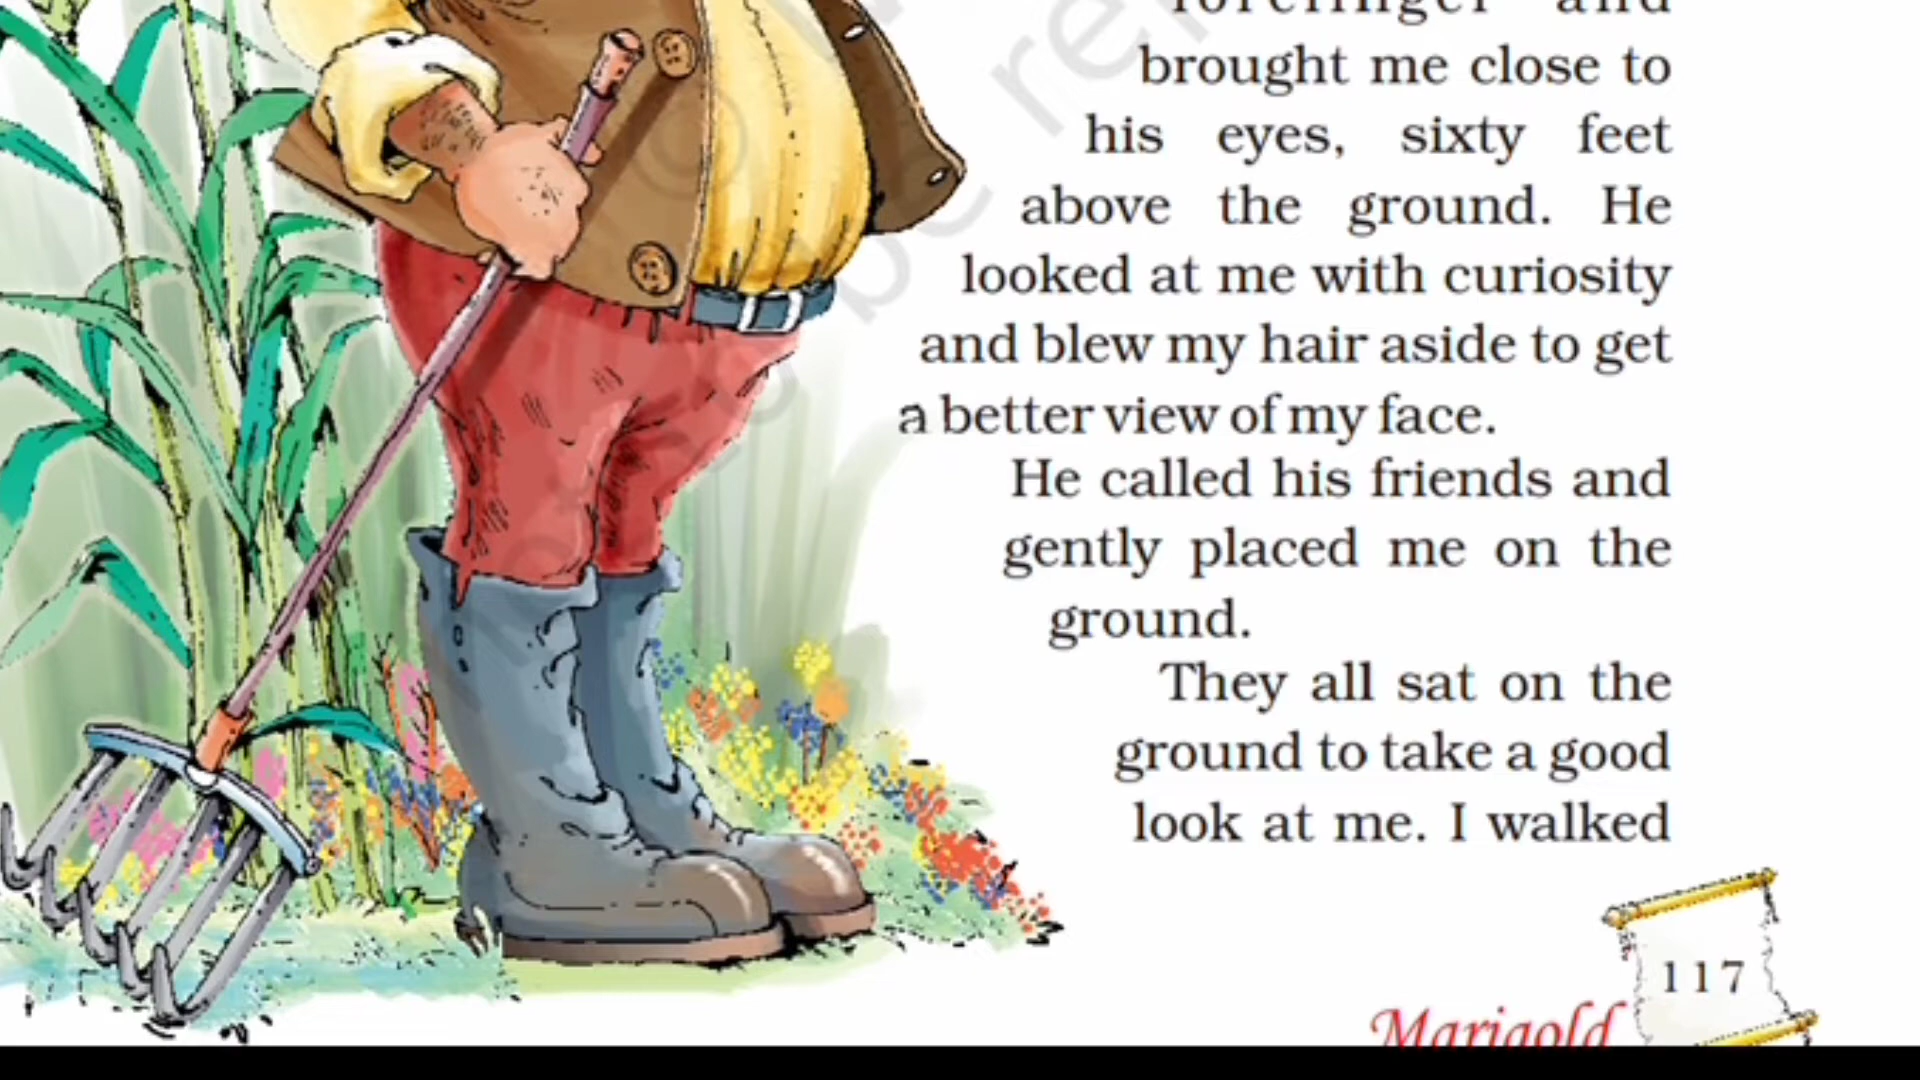 forefinger and
brought me close to
his eyes, sixty feet
above the ground. He
looked at me with curiosity
and blew my hair aside to get
a better view of my face.
He called his friends and
gently placed me on the
ground.
They all sat on the
ground to take a good
look at me. I walked
117
Marigold